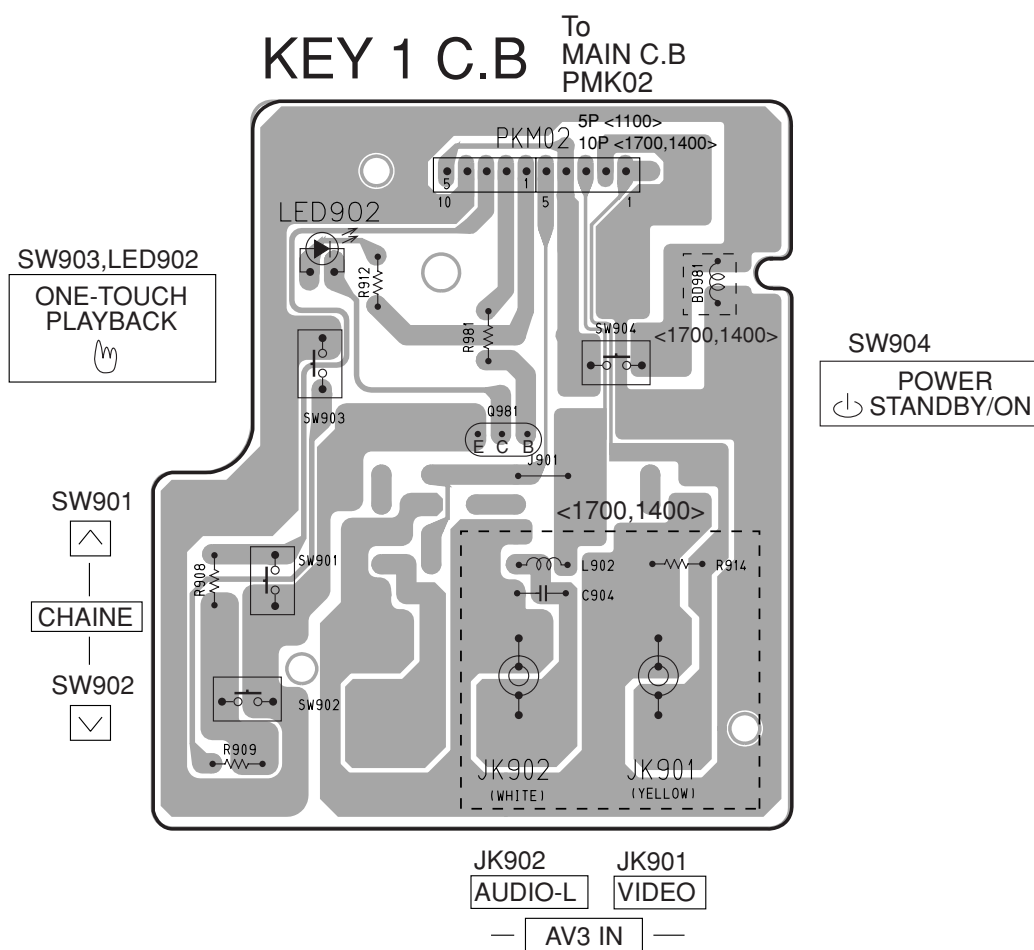 KEY 1 C.B
To
MAIN C.B
PMK02
5P <1100>
PKM02
10P <1700,1400>
5
1
10
5
1
LED902
SW903,LED902
ONE-TOUCH
PLAYBACK
R912
R981
BD981
SW904
<1700,1400>
SW904
POWER
STANDBY/ON
SW903
Q981
E C B
J901
<1700,1400>
SW901
CHAINE
SW902
R908
SW901
L902
R914
C904
SW902
R909
JK902
(WHITE)
JK901
(YELLOW)
JK902
AUDIO-L
JK901
VIDEO
AV3 IN